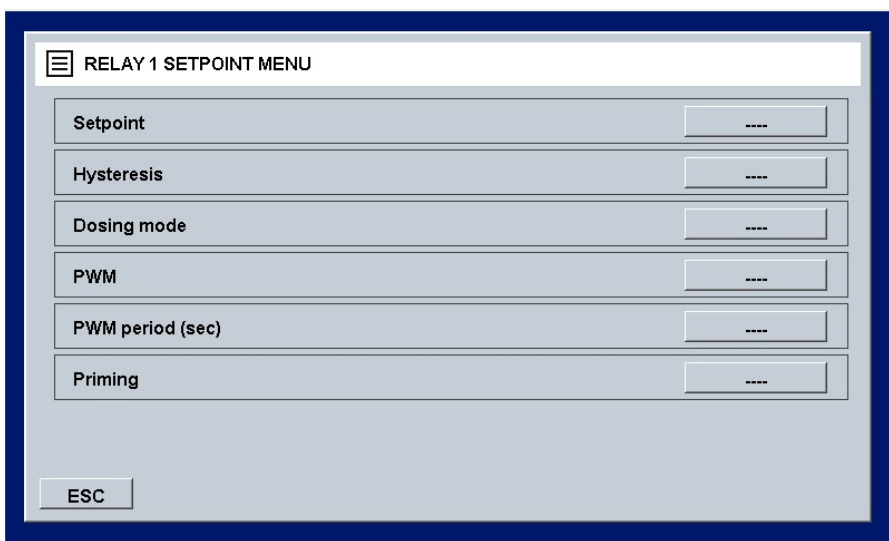 RELAY 1 SETPOINT MENU
Setpoint ----
Hysteresis ----
Dosing mode ----
PWM ----
PWM period (sec) ----
Priming ----
ESC